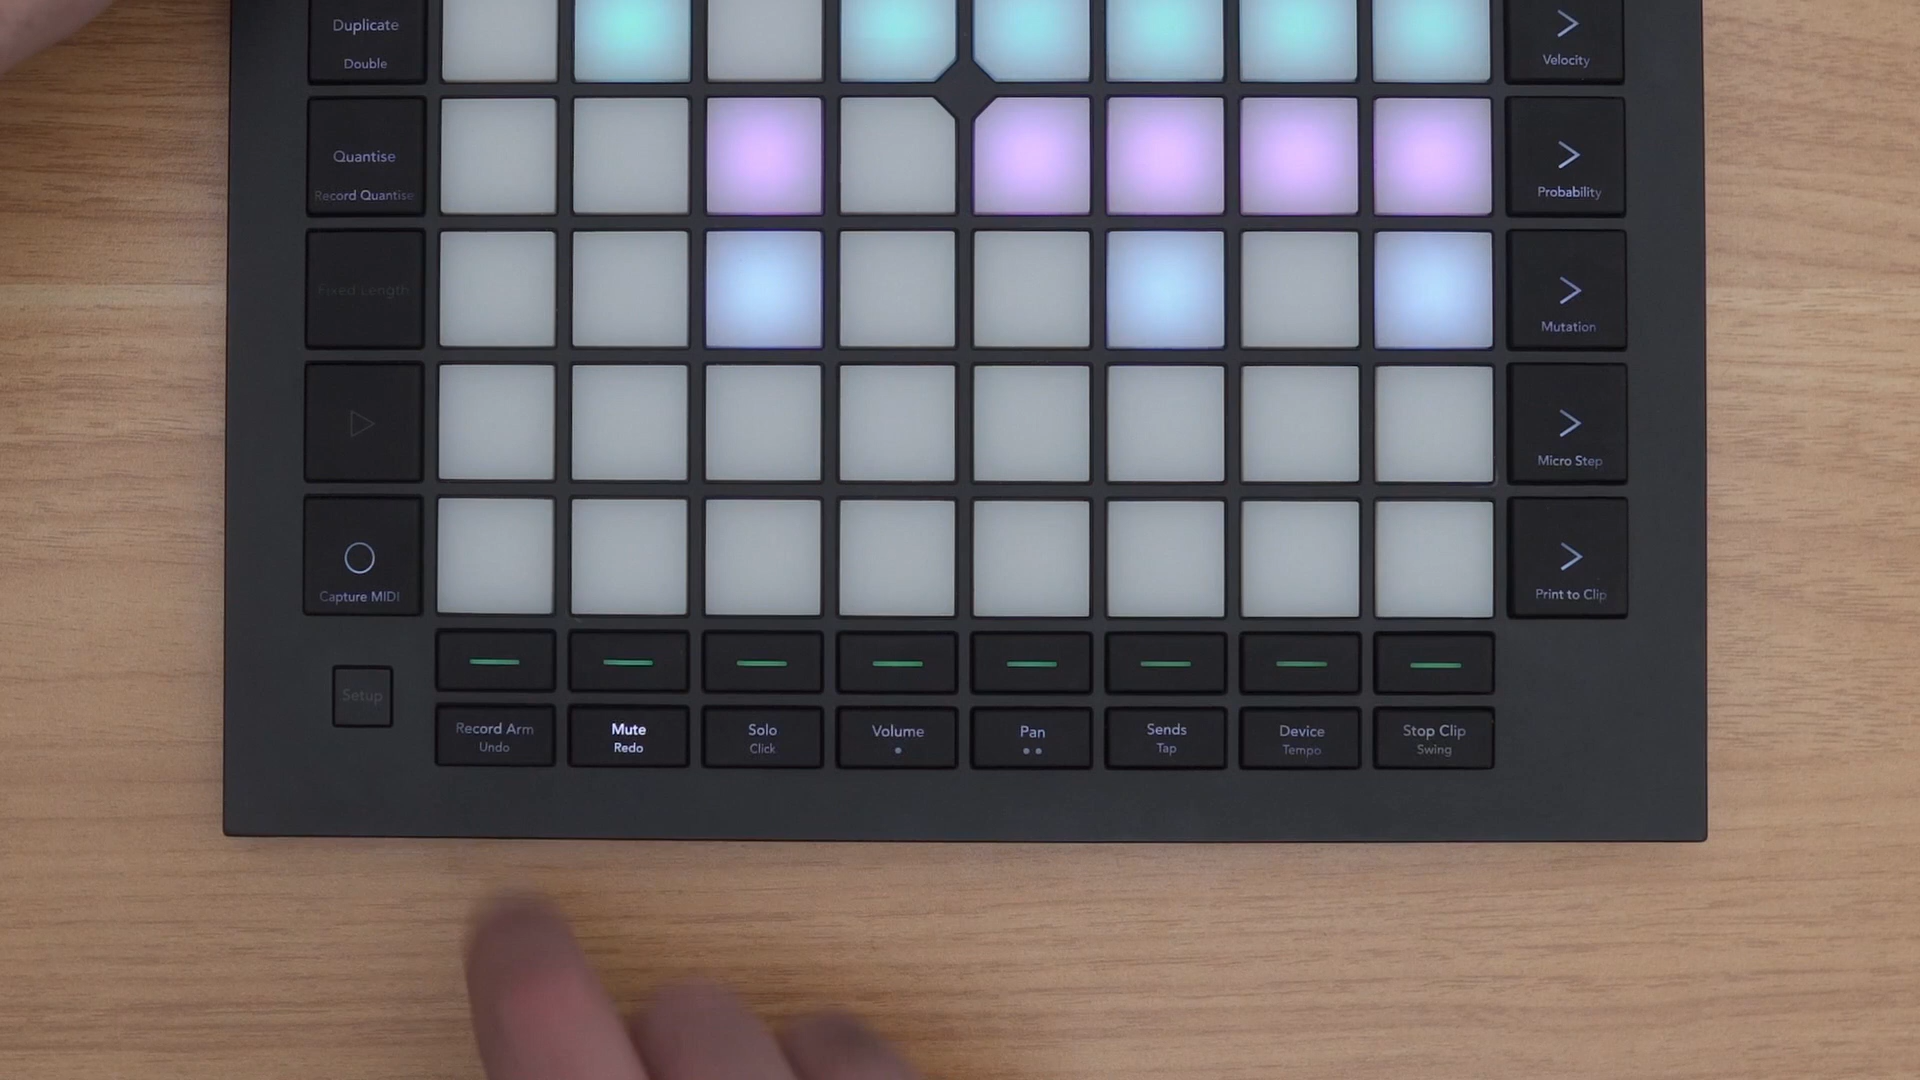 Duplicate
Double
Velocity
Quantise
Record Quantise
Probability
Fixed Length
Mutation
Micro Step
Capture MIDI
Print to Clip
Setup
Record Arm
Undo
Mute
Redo
Solo
Click
Volume
Pan
Sends
Tap
Device
Tempo
Stop Clip
Swing